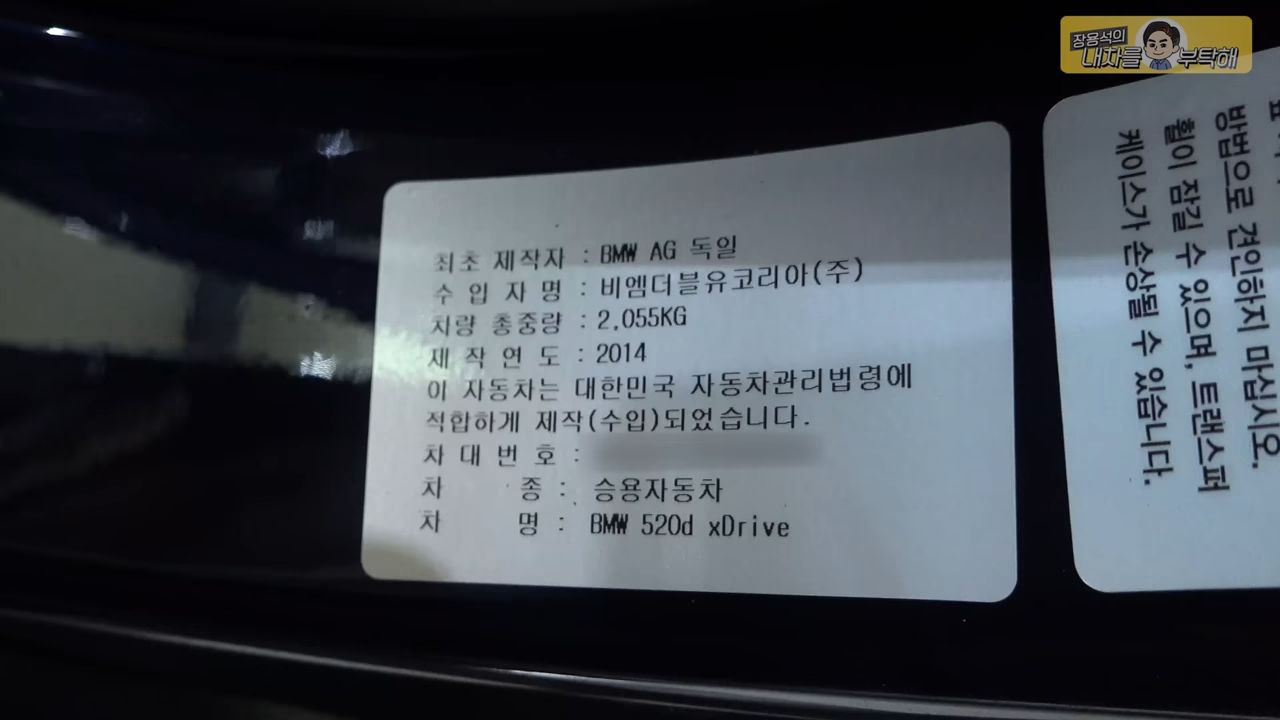 장용석의
내차를 부탁해
최초 제작자 : BMW AG 독일
수 입 자 명 : 비엠더블유코리아(주)
차량 총중량 : 2,055KG
제 작 연 도 : 2014
이 자동차는 대한민국 자동차관리법령에
적합하게 제작(수입)되었습니다.
차 대 번 호 :
차 종 : 승용자동차
차 명 : BMW 520d xDrive
방법으로 견인하지 마십시오.
휠이 잠길 수 있으며, 트랜스퍼
케이스가 손상될 수 있습니다.